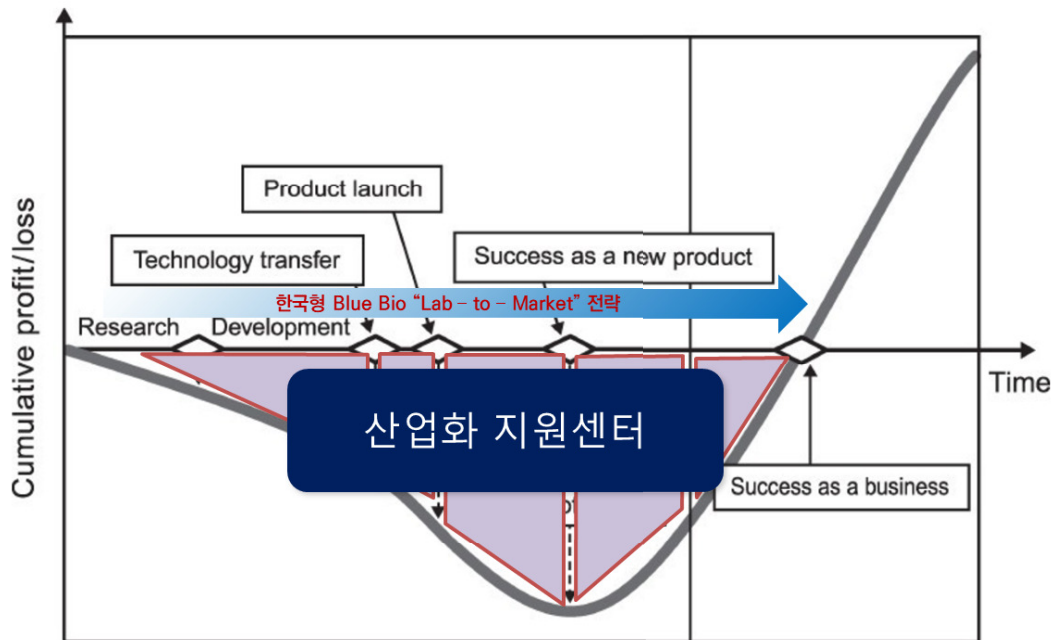 Product launch
Technology transfer
Success as a new product
한국형 Blue Bio “Lab – to – Market” 전략
Research
Development
Time
산업화 지원센터
Success as a business
Cumulative profit/loss